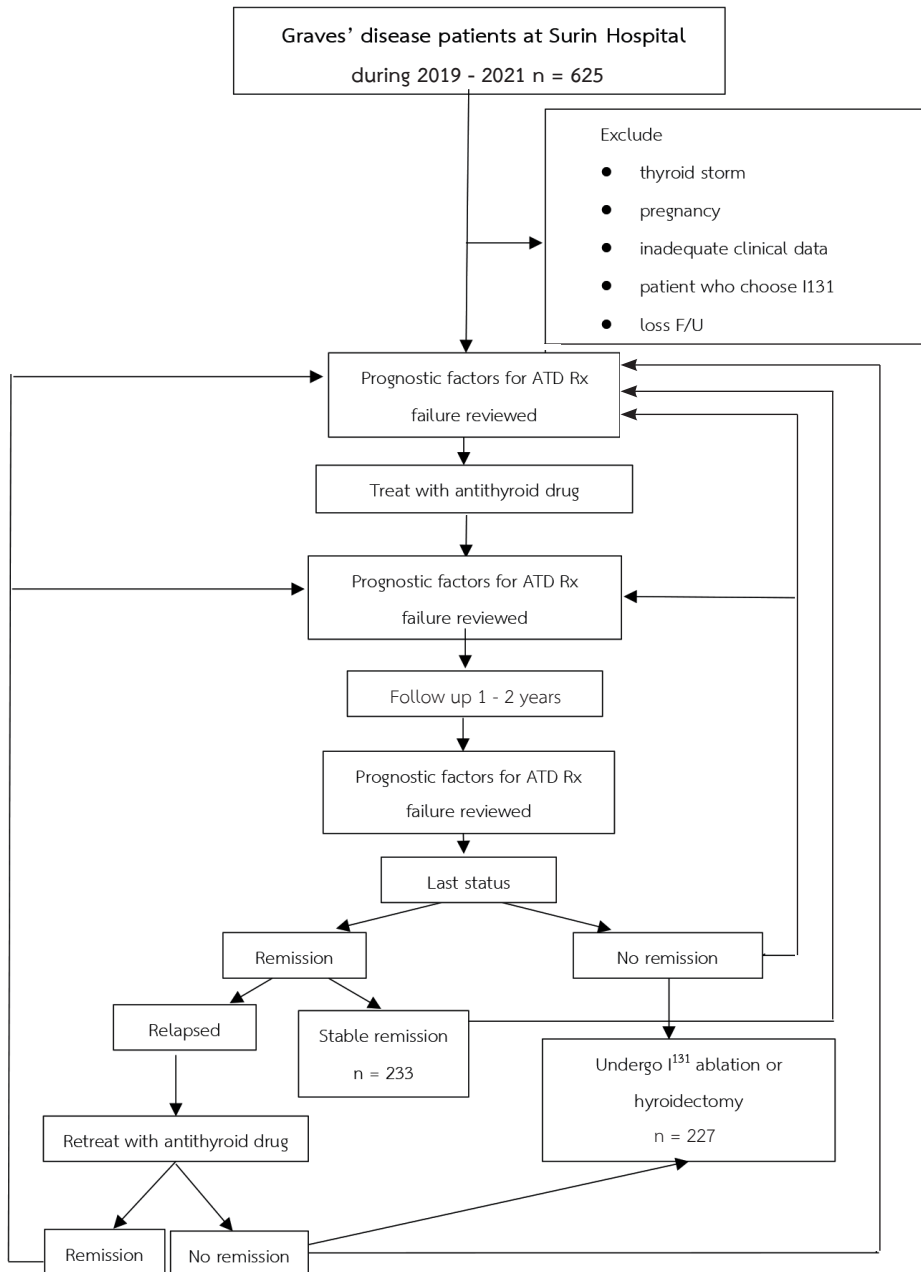 Graves' disease patients at Surin Hospital
during 2019 - 2021 n = 625
Exclude
● thyroid storm
● pregnancy
● inadequate clinical data
● patient who choose I131
● loss F/U
Prognostic factors for ATD Rx
failure reviewed
Treat with antithyroid drug
Prognostic factors for ATD Rx
failure reviewed
Follow up 1 - 2 years
Prognostic factors for ATD Rx
failure reviewed
Last status
Remission
No remission
Relapsed
Stable remission
n = 233
Undergo I¹³¹ ablation or
hyroidectomy
n = 227
Retreat with antithyroid drug
Remission
No remission